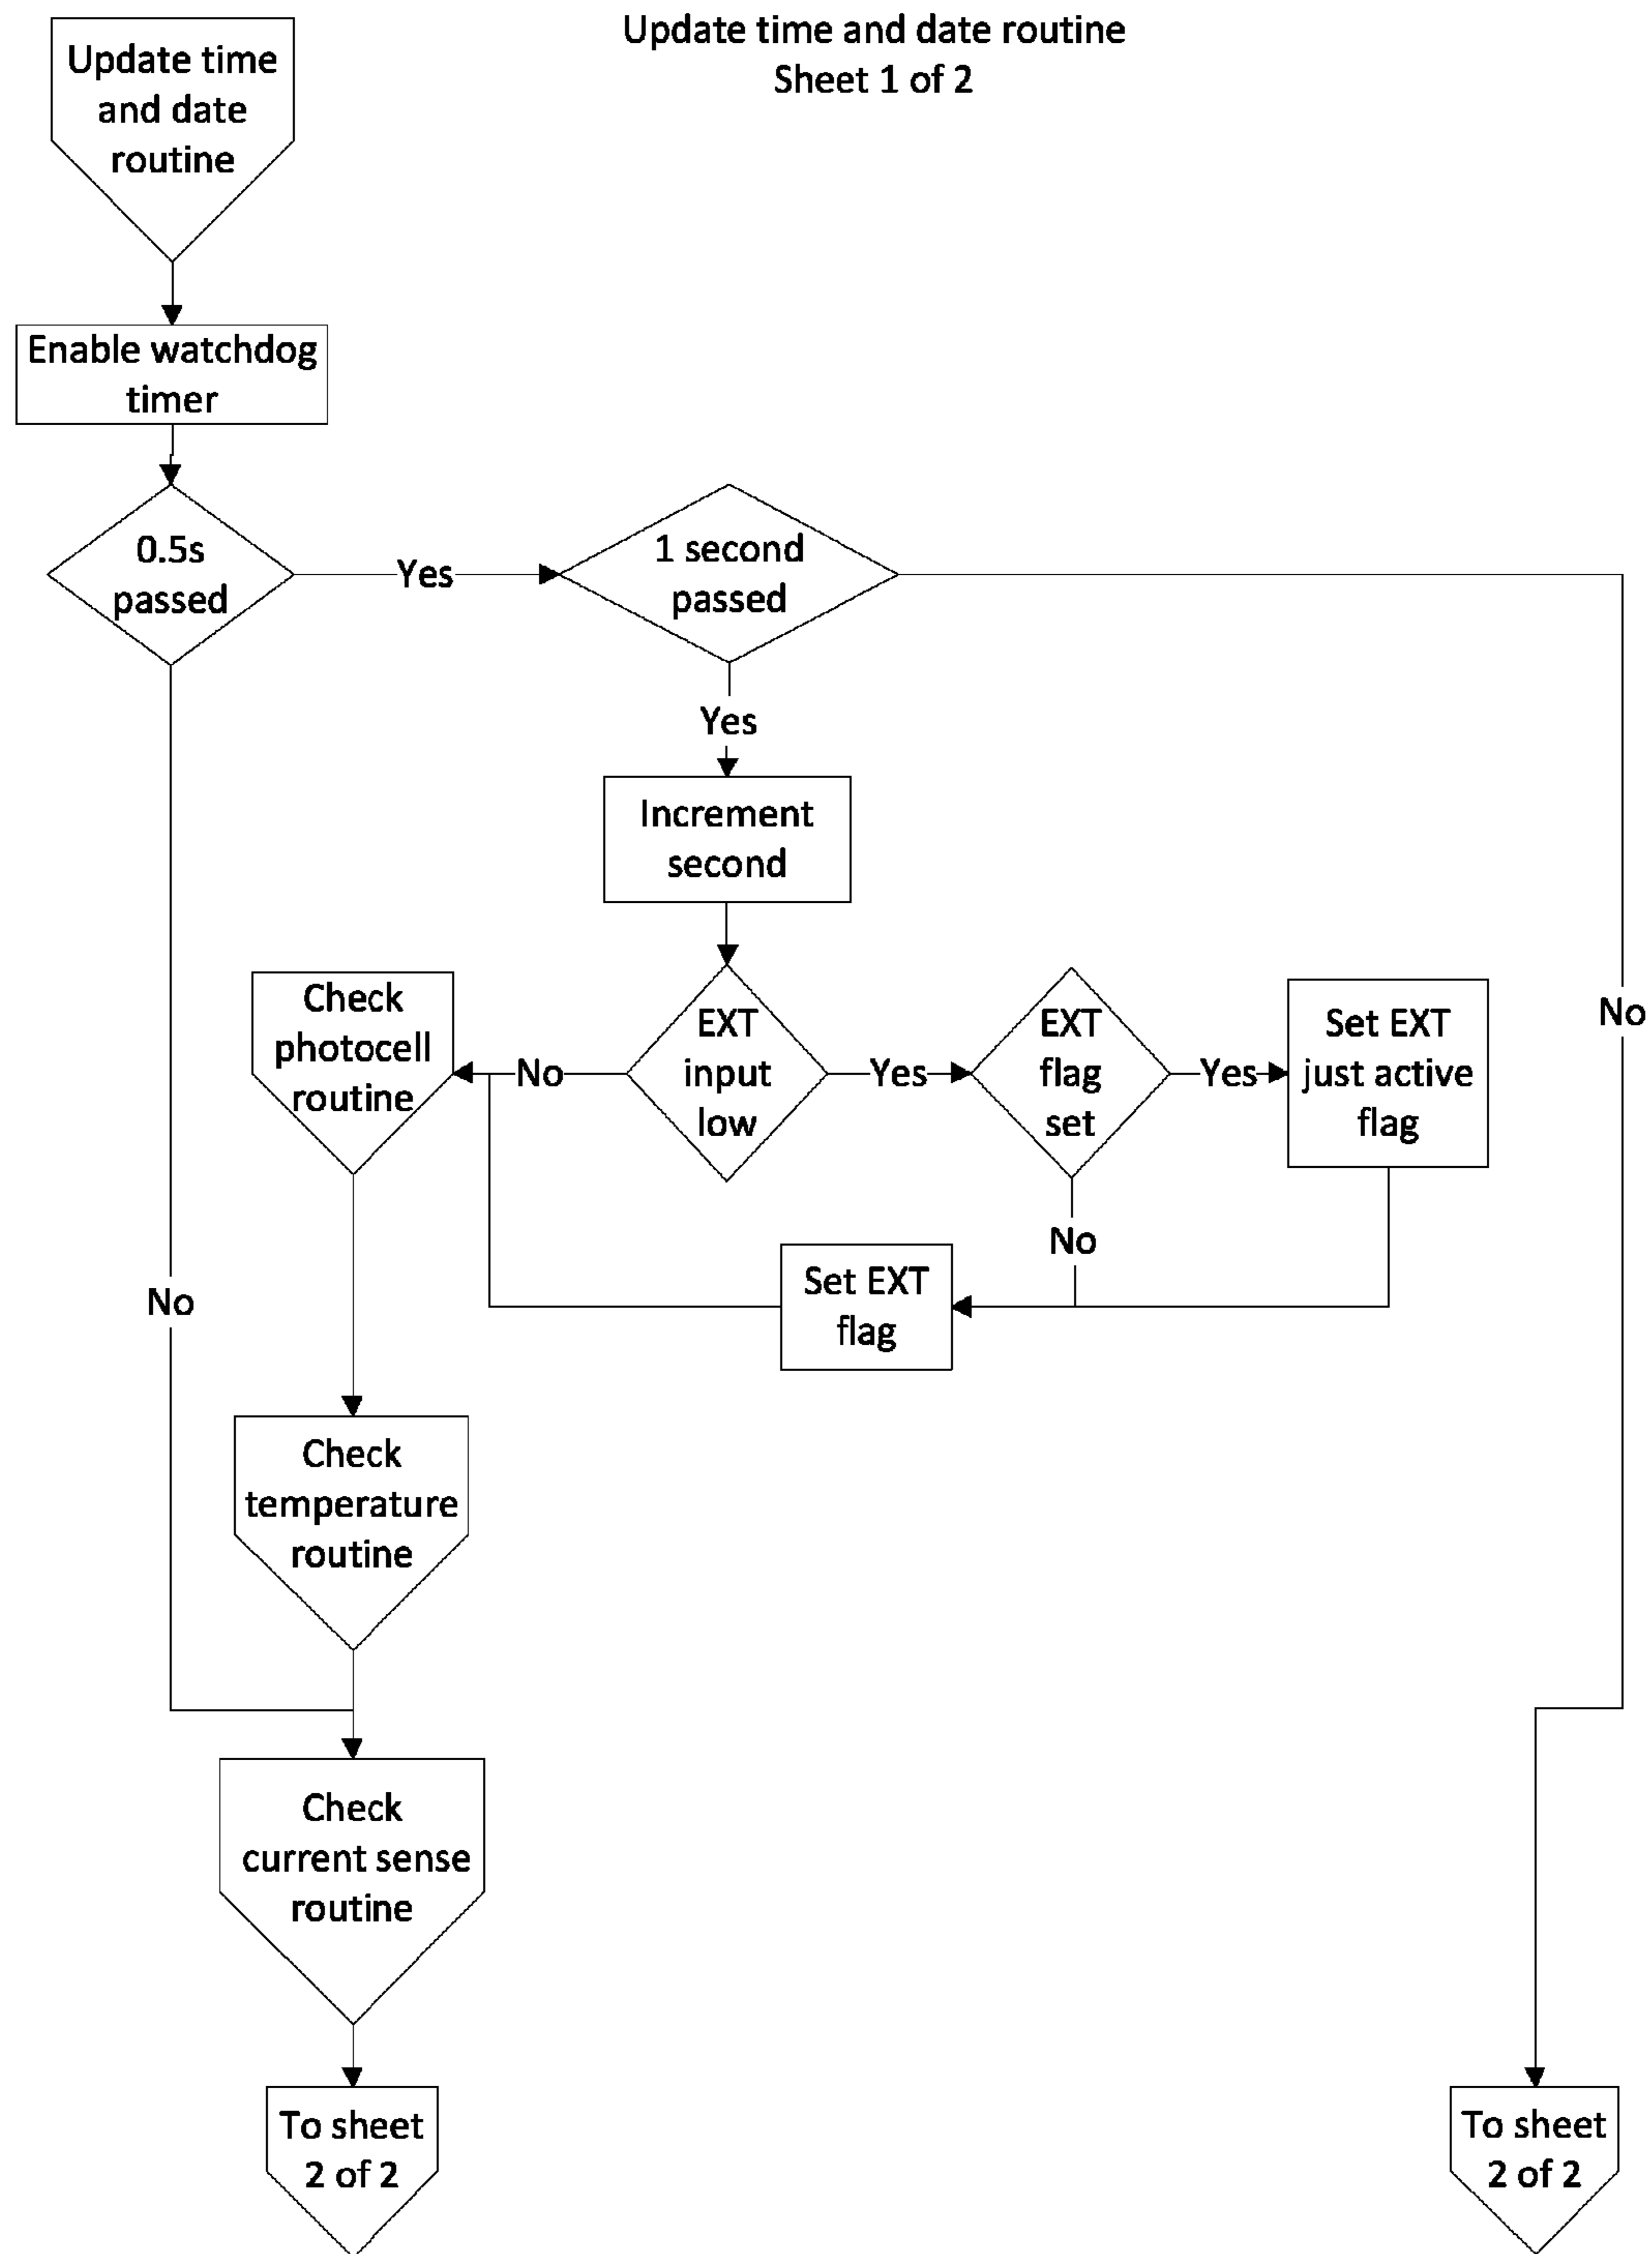 Update time and date routine
Sheet 1 of 2
Update time
and date
routine
Enable watchdog
timer
0.5s
passed
Yes
1 second
passed
Yes
No
Increment
second
Check
photocell
routine
No
EXT
input
low
Yes
EXT
flag
set
Yes
Set EXT
just active
flag
No
Set EXT
flag
No
Check
temperature
routine
Check
current sense
routine
To sheet
2 of 2
To sheet
2 of 2